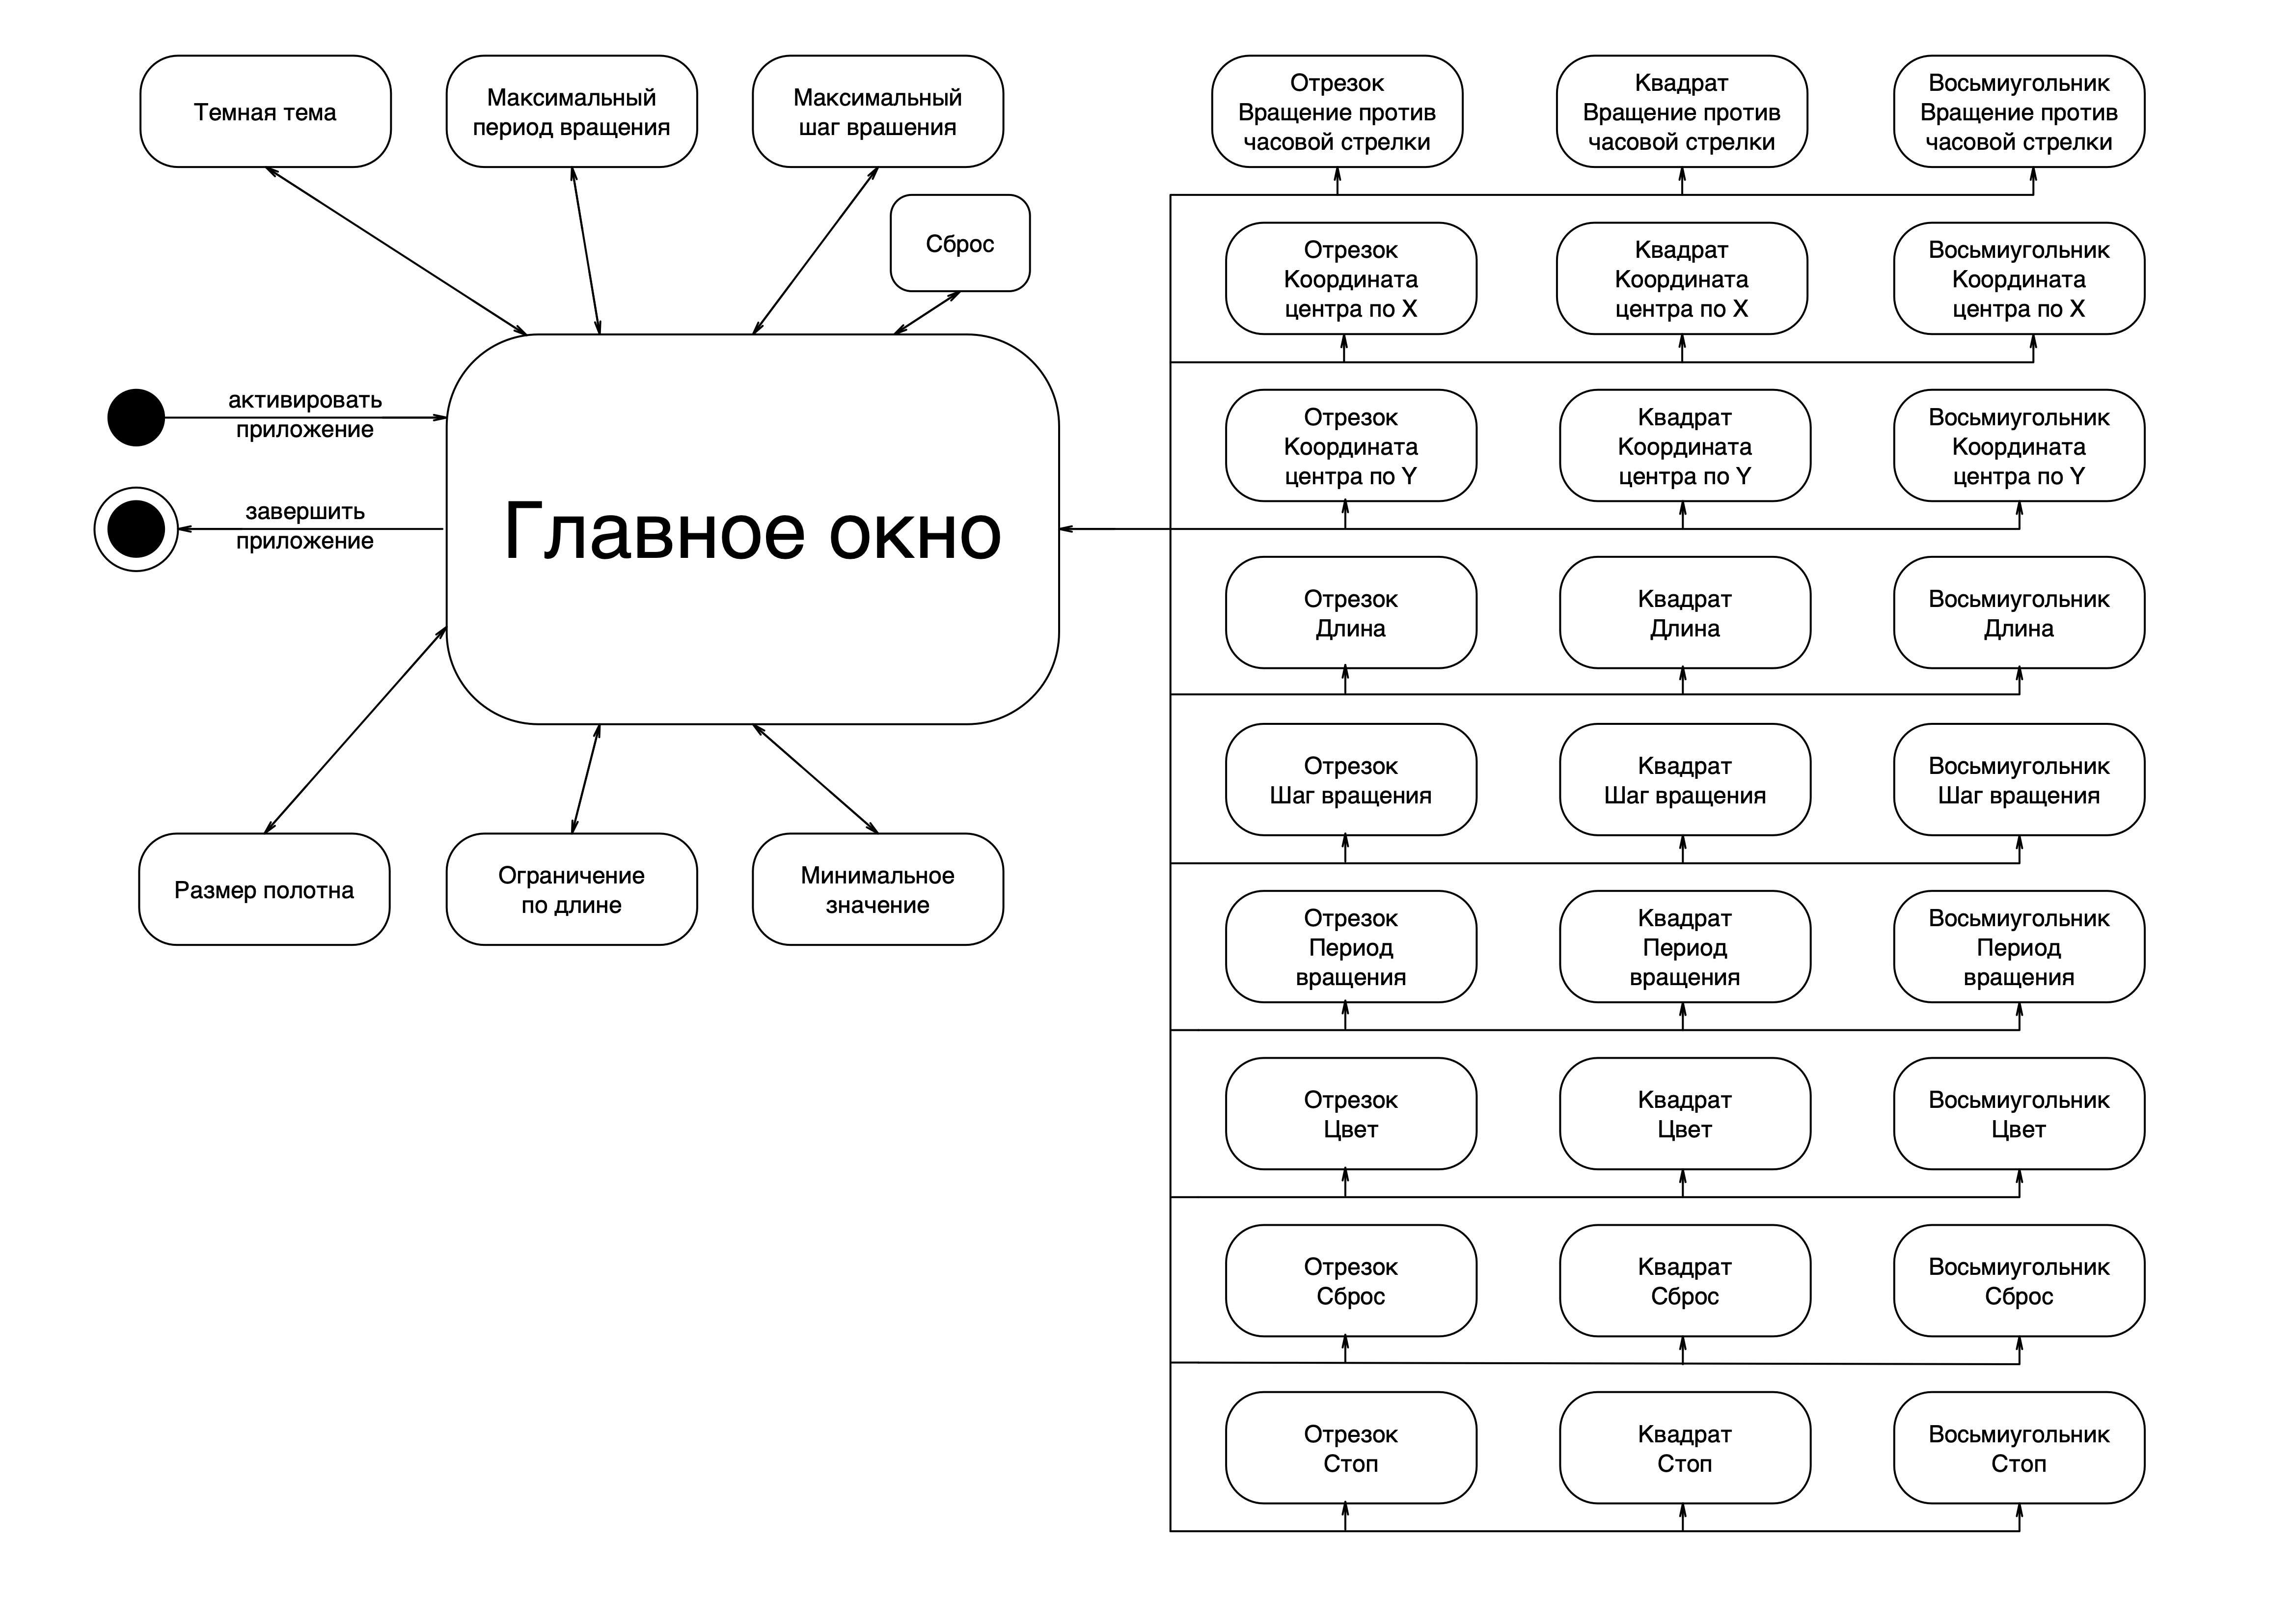 Темная тема
Максимальный
период вращения
Максимальный
шаг врашения
Сброс
активировать
приложение
завершить
приложение
Главное окно
Размер полотна
Ограничение
по длине
Минимальное
значение
Отрезок
Вращение против
часовой стрелки
Квадрат
Вращение против
часовой стрелки
Восьмиугольник
Вращение против
часовой стрелки
Отрезок
Координата
центра по X
Квадрат
Координата
центра по X
Восьмиугольник
Координата
центра по X
Отрезок
Координата
центра по Y
Квадрат
Координата
центра по Y
Восьмиугольник
Координата
центра по Y
Отрезок
Длина
Квадрат
Длина
Восьмиугольник
Длина
Отрезок
Шаг вращения
Квадрат
Шаг вращения
Восьмиугольник
Шаг вращения
Отрезок
Период
вращения
Квадрат
Период
вращения
Восьмиугольник
Период
вращения
Отрезок
Цвет
Квадрат
Цвет
Восьмиугольник
Цвет
Отрезок
Сброс
Квадрат
Сброс
Восьмиугольник
Сброс
Отрезок
Стоп
Квадрат
Стоп
Восьмиугольник
Стоп